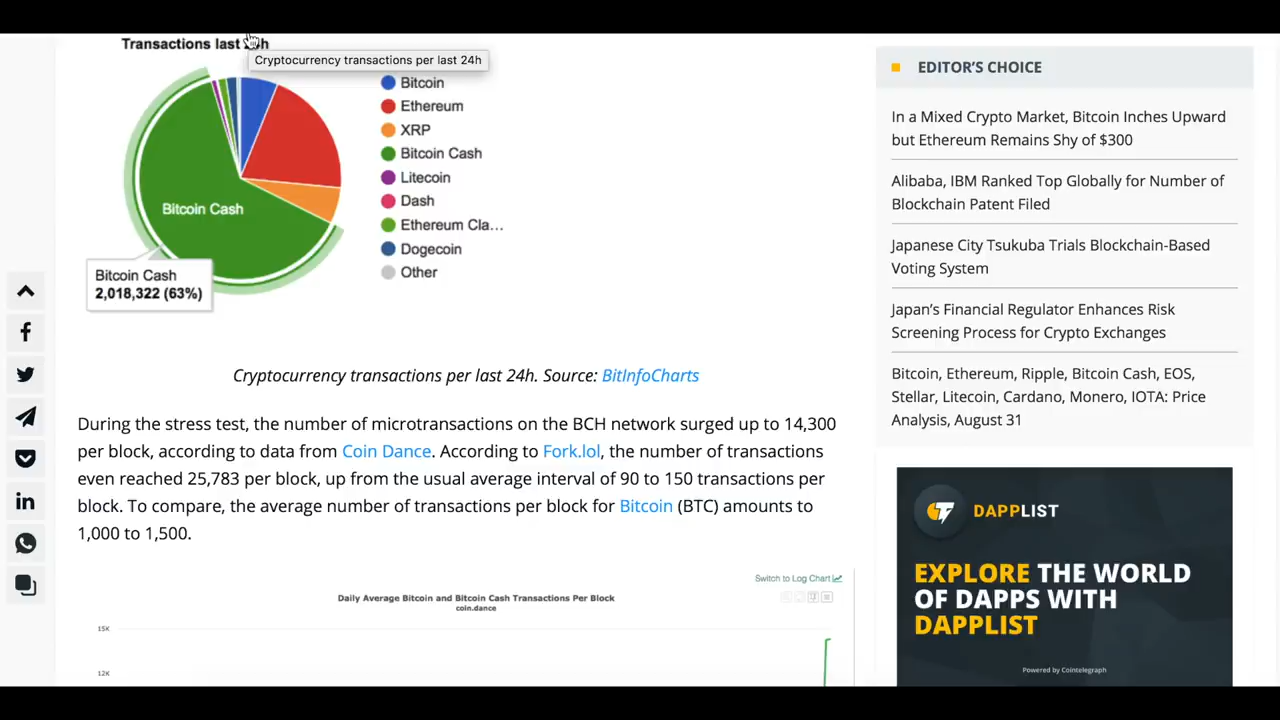 Transactions last
h
Cryptocurrency transactions per last 24h
Bitcoin
Ethereum
XRP
Bitcoin Cash
Litecoin
Dash
Ethereum Cla…
Dogecoin
Other
Bitcoin Cash
Bitcoin Cash
2,018,322 (63%)
Cryptocurrency transactions per last 24h. Source: BitInfoCharts
During the stress test, the number of microtransactions on the BCH network surged up to 14,300
per block, according to data from Coin Dance. According to Fork.lol, the number of transactions
even reached 25,783 per block, up from the usual average interval of 90 to 150 transactions per
block. To compare, the average number of transactions per block for Bitcoin (BTC) amounts to
1,000 to 1,500.
Switch to Log Chart
Daily Average Bitcoin and Bitcoin Cash Transactions Per Block
coin.dance
15K
12K
EDITOR'S CHOICE
In a Mixed Crypto Market, Bitcoin Inches Upward
but Ethereum Remains Shy of $300
Alibaba, IBM Ranked Top Globally for Number of
Blockchain Patent Filed
Japanese City Tsukuba Trials Blockchain-Based
Voting System
Japan's Financial Regulator Enhances Risk
Screening Process for Crypto Exchanges
Bitcoin, Ethereum, Ripple, Bitcoin Cash, EOS,
Stellar, Litecoin, Cardano, Monero, IOTA: Price
Analysis, August 31
DAPPLIST
EXPLORE THE WORLD
OF DAPPS WITH
DAPPLIST
Powered by Cointelegraph